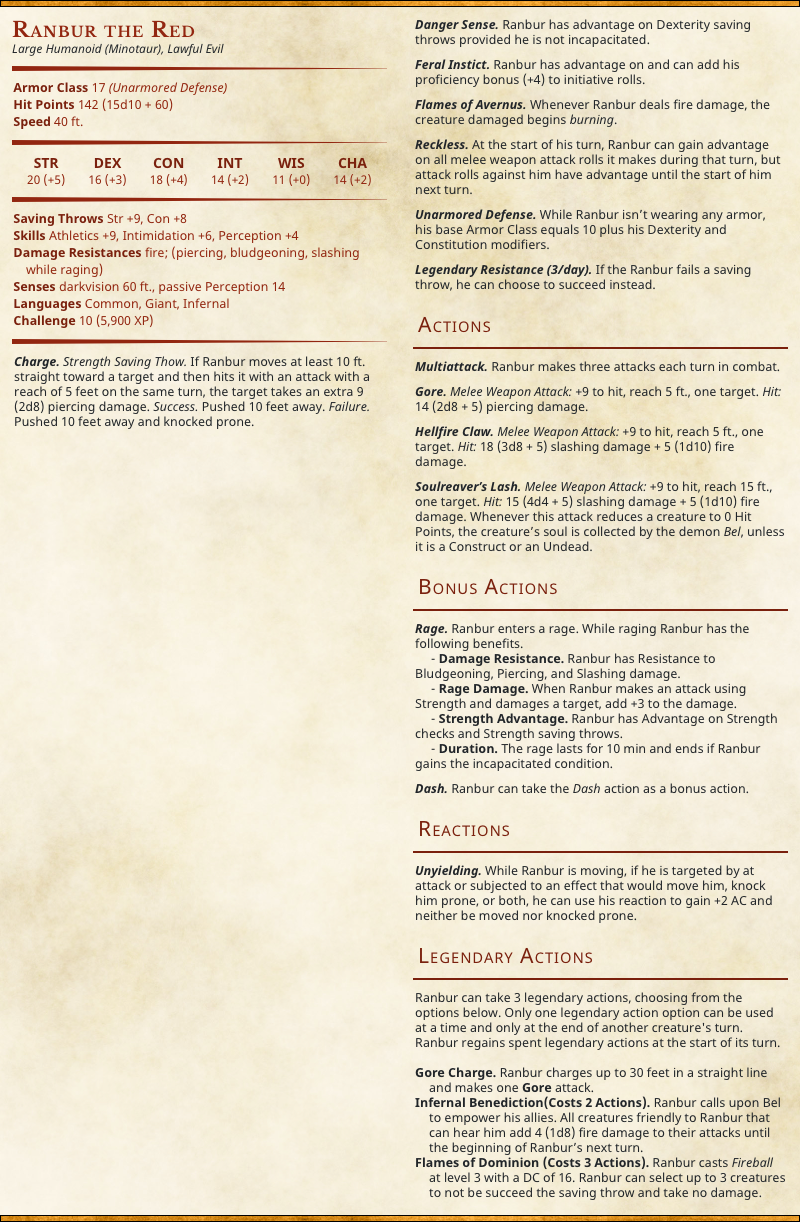 Ranbur the Red
Large Humanoid (Minotaur), Lawful Evil
Armor Class 17 (Unarmored Defense)
Hit Points 142 (15d10 + 60)
Speed 40 ft.
STR DEX CON INT WIS CHA
20 (+5) 16 (+3) 18 (+4) 14 (+2) 11 (+0) 14 (+2)
Saving Throws Str +9, Con +8
Skills Athletics +9, Intimidation +6, Perception +4
Damage Resistances fire; (piercing, bludgeoning, slashing
while raging)
Senses darkvision 60 ft., passive Perception 14
Languages Common, Giant, Infernal
Challenge 10 (5,900 XP)
Charge. Strength Saving Thow. If Ranbur moves at least 10 ft.
straight toward a target and then hits it with an attack with a
reach of 5 feet on the same turn, the target takes an extra 9
(2d8) piercing damage. Success. Pushed 10 feet away. Failure.
Pushed 10 feet away and knocked prone.
Danger Sense. Ranbur has advantage on Dexterity saving
throws provided he is not incapacitated.
Feral Instict. Ranbur has advantage on and can add his
proficiency bonus (+4) to initiative rolls.
Flames of Avernus. Whenever Ranbur deals fire damage, the
creature damaged begins burning.
Reckless. At the start of his turn, Ranbur can gain advantage
on all melee weapon attack rolls it makes during that turn, but
attack rolls against him have advantage until the start of him
next turn.
Unarmored Defense. While Ranbur isn't wearing any armor,
his base Armor Class equals 10 plus his Dexterity and
Constitution modifiers.
Legendary Resistance (3/day). If the Ranbur fails a saving
throw, he can choose to succeed instead.
Actions
Multiattack. Ranbur makes three attacks each turn in combat.
Gore. Melee Weapon Attack: +9 to hit, reach 5 ft., one target. Hit:
14 (2d8 + 5) piercing damage.
Hellfire Claw. Melee Weapon Attack: +9 to hit, reach 5 ft., one
target. Hit: 18 (3d8 + 5) slashing damage + 5 (1d10) fire
damage.
Soulreaver's Lash. Melee Weapon Attack: +9 to hit, reach 15 ft.,
one target. Hit: 15 (4d4 + 5) slashing damage + 5 (1d10) fire
damage. Whenever this attack reduces a creature to 0 Hit
Points, the creature's soul is collected by the demon Bel, unless
it is a Construct or an Undead.
Bonus Actions
Rage. Ranbur enters a rage. While raging Ranbur has the
following benefits.
- Damage Resistance. Ranbur has Resistance to
Bludgeoning, Piercing, and Slashing damage.
- Rage Damage. When Ranbur makes an attack using
Strength and damages a target, add +3 to the damage.
- Strength Advantage. Ranbur has Advantage on Strength
checks and Strength saving throws.
- Duration. The rage lasts for 10 min and ends if Ranbur
gains the incapacitated condition.
Dash. Ranbur can take the Dash action as a bonus action.
Reactions
Unyielding. While Ranbur is moving, if he is targeted by at
attack or subjected to an effect that would move him, knock
him prone, or both, he can use his reaction to gain +2 AC and
neither be moved nor knocked prone.
Legendary Actions
Ranbur can take 3 legendary actions, choosing from the
options below. Only one legendary action option can be used
at a time and only at the end of another creature's turn.
Ranbur regains spent legendary actions at the start of its turn.
Gore Charge. Ranbur charges up to 30 feet in a straight line
and makes one Gore attack.
Infernal Benediction(Costs 2 Actions). Ranbur calls upon Bel
to empower his allies. All creatures friendly to Ranbur that
can hear him add 4 (1d8) fire damage to their attacks until
the beginning of Ranbur's next turn.
Flames of Dominion (Costs 3 Actions). Ranbur casts Fireball
at level 3 with a DC of 16. Ranbur can select up to 3 creatures
to not be succeed the saving throw and take no damage.